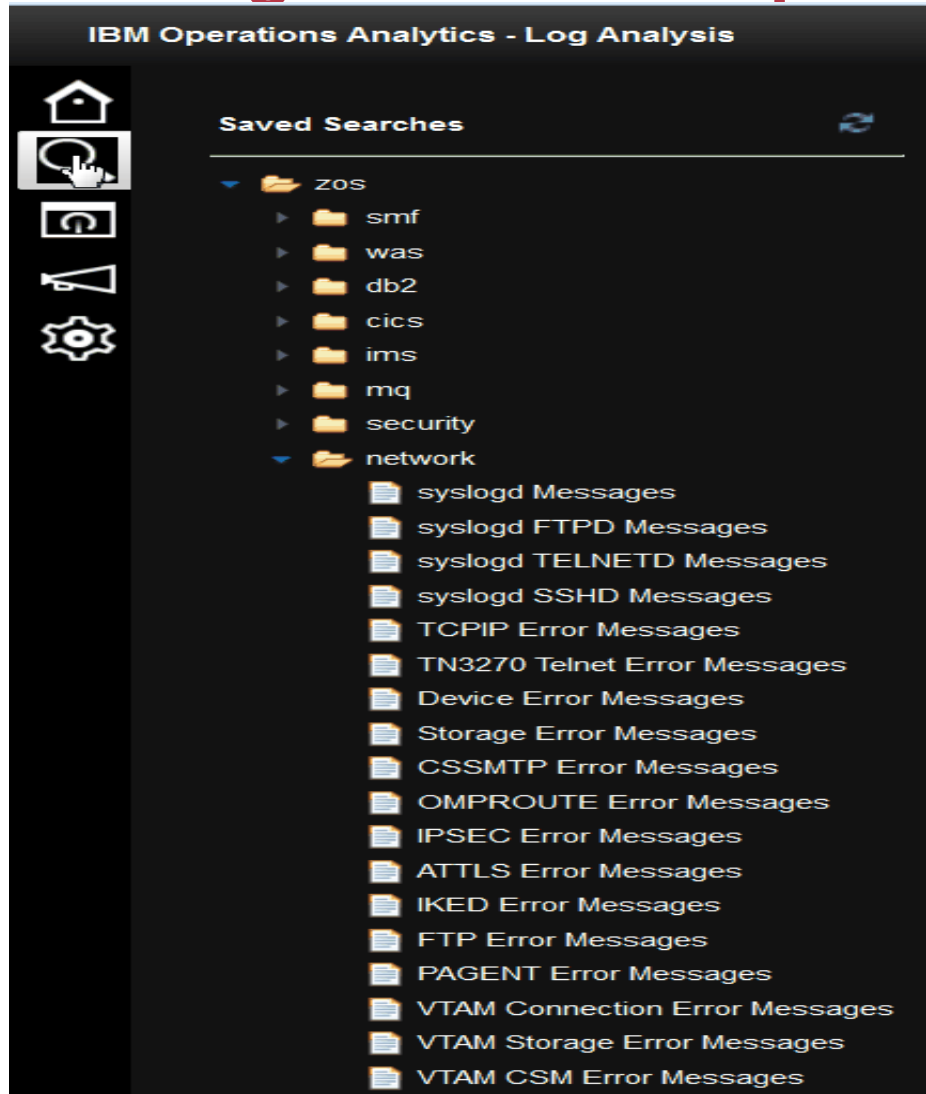 IBM Operations Analytics - Log Analysis
Saved Searches
zos
smf
was
db2
cics
ims
mq
security
network
syslogd Messages
syslogd FTPD Messages
syslogd TELNETD Messages
syslogd SSHD Messages
TCPIP Error Messages
TN3270 Telnet Error Messages
Device Error Messages
Storage Error Messages
CSSMTP Error Messages
OMPROUTE Error Messages
IPSEC Error Messages
ATTLS Error Messages
IKED Error Messages
FTP Error Messages
PAGENT Error Messages
VTAM Connection Error Messages
VTAM Storage Error Messages
VTAM CSM Error Messages